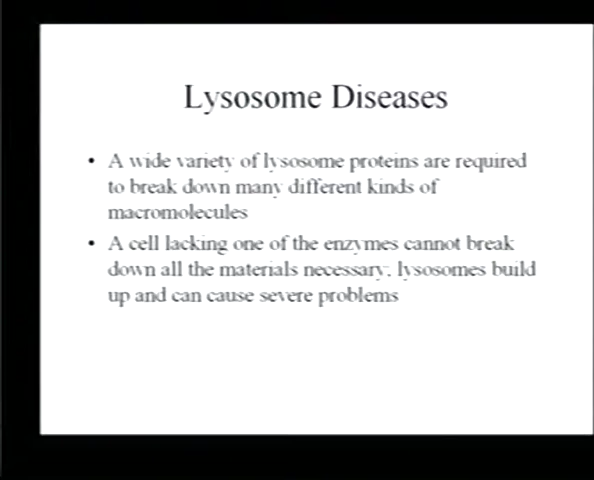 Lysosome Diseases
• A wide variety of lysosome proteins are required
to break down many different kinds of
macromolecules
• A cell lacking one of the enzymes cannot break
down all the materials necessary, lysosomes build
up and can cause severe problems